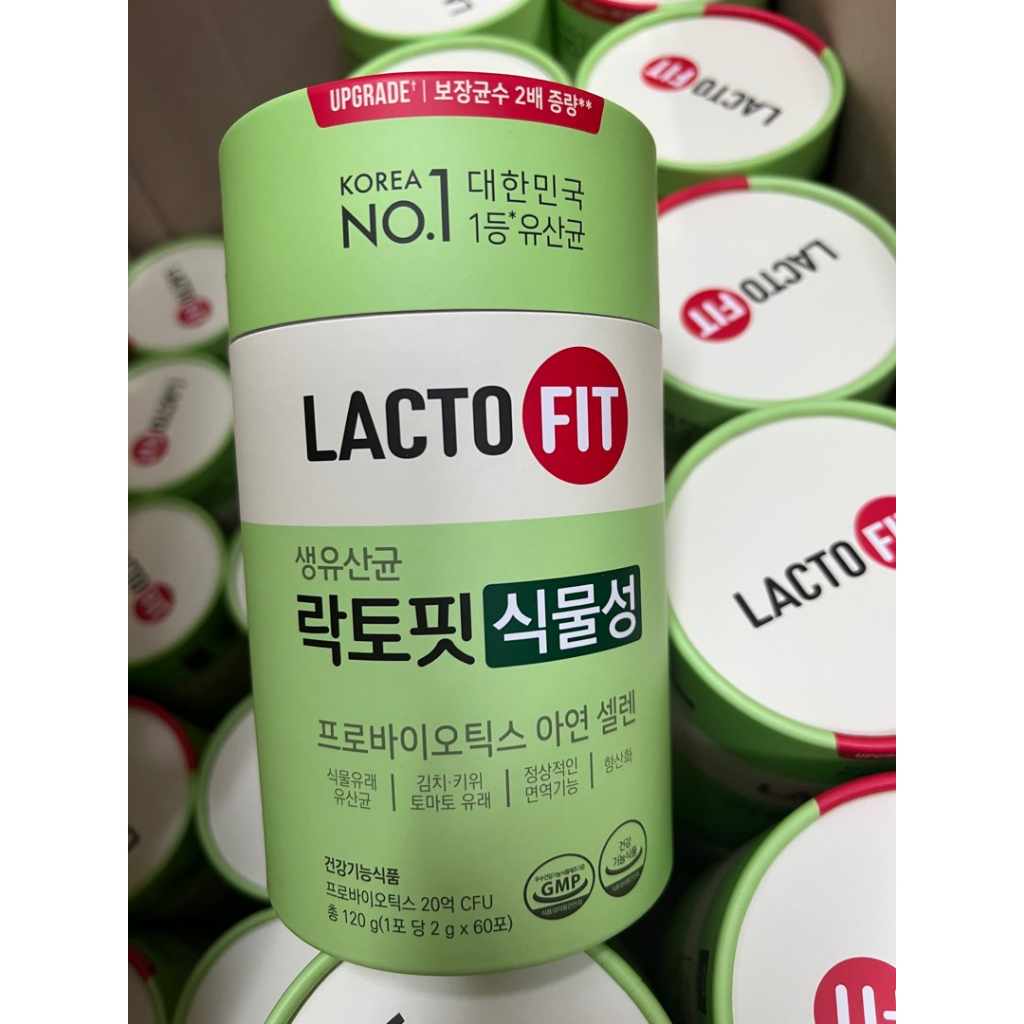 UPGRADE† | 보장균수 2배 증량**
KOREA NO.1
대한민국
1등*유산균
LACTO FIT
생유산균
락토핏 식물성
프로바이오틱스 아연 셀렌
식물유래
유산균
김치·키위
토마토 유래
정상적인
면역기능
항산화
건강기능식품
프로바이오틱스 20억 CFU
총 120 g(1포 당 2 g x 60포)
GMP
건강
기능식품
LACTO FIT
LACTO FIT
LACTO FIT
UPGRADE